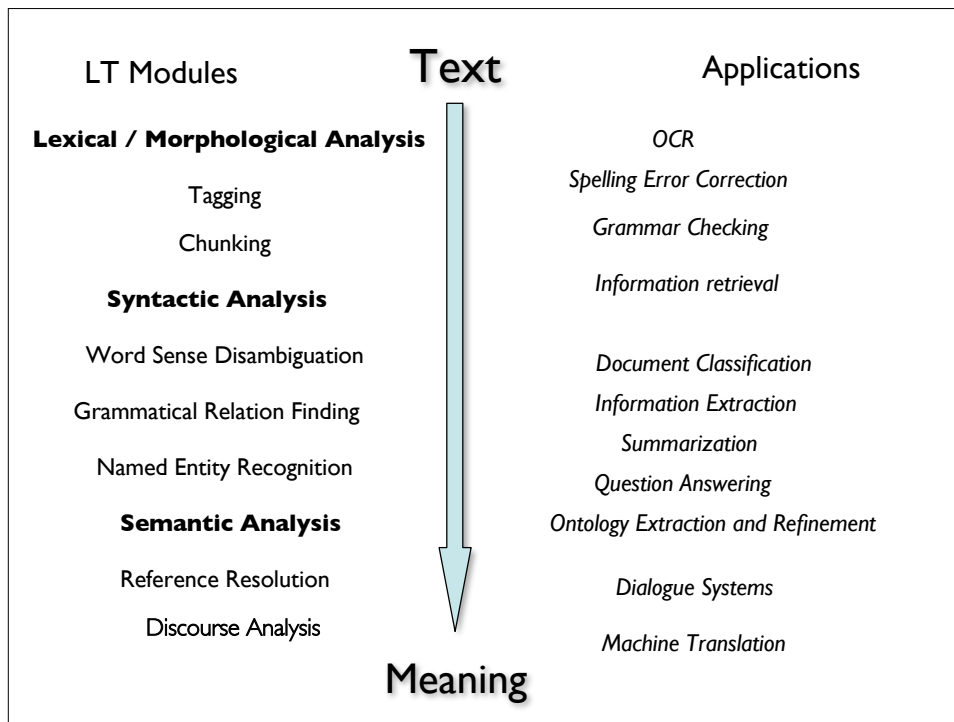 LT Modules
Text
Applications
Lexical / Morphological Analysis
Tagging
Chunking
Syntactic Analysis
Word Sense Disambiguation
Grammatical Relation Finding
Named Entity Recognition
Semantic Analysis
Reference Resolution
Discourse Analysis
OCR
Spelling Error Correction
Grammar Checking
Information retrieval
Document Classification
Information Extraction
Summarization
Question Answering
Ontology Extraction and Refinement
Dialogue Systems
Machine Translation
Meaning